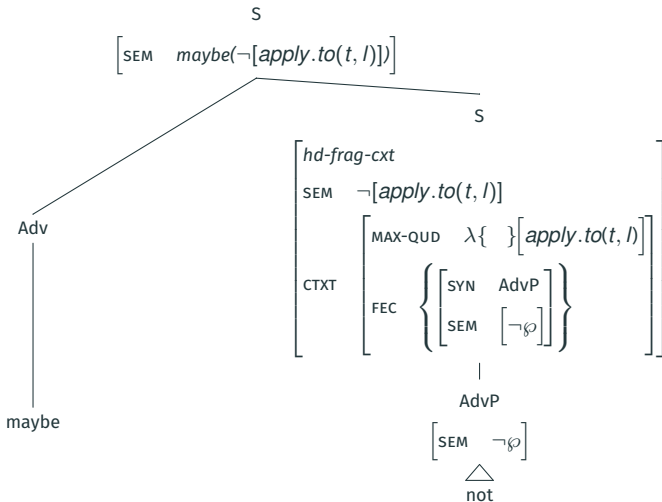 S
[SEM maybe(¬[apply.to(t, l)])]
S
[hd-frag-cxt
SEM ¬[apply.to(t, l)]
Adv
MAX-QUD λ{ }[apply.to(t, l)]
CTXT
FEC {[SYN AdvP
SEM [¬℘]]}
maybe
AdvP
[SEM ¬℘]
not